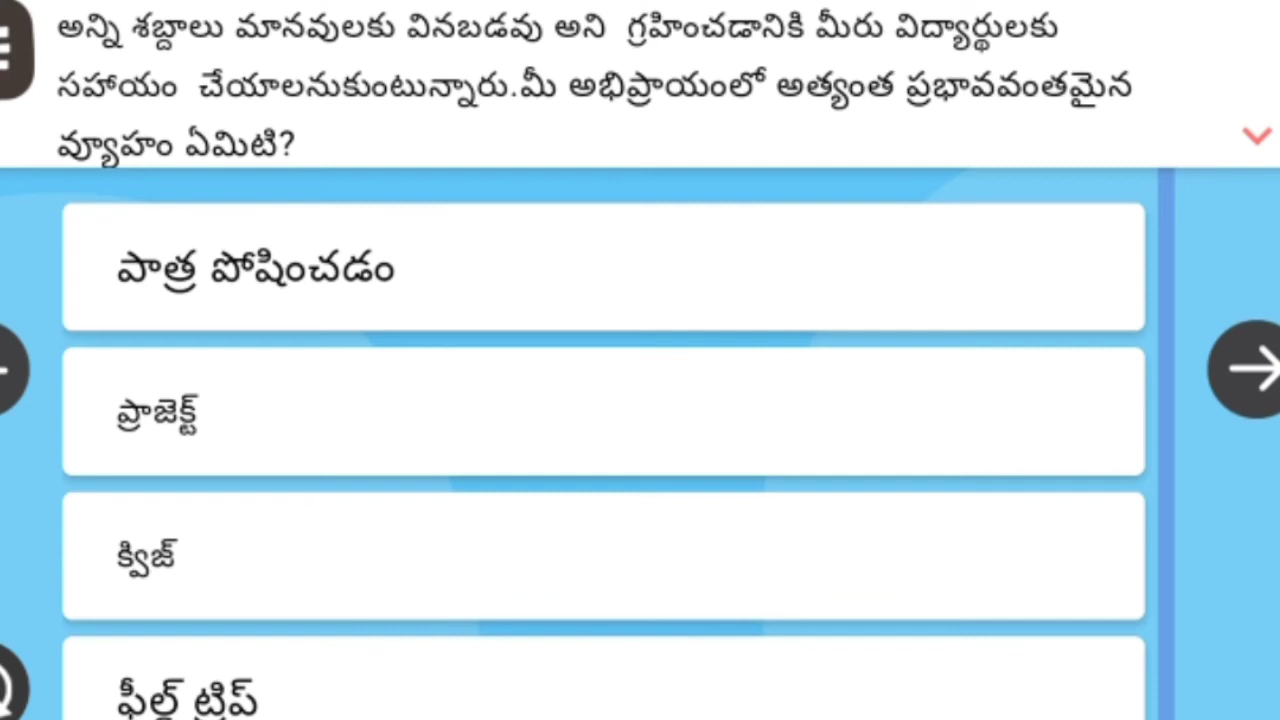 అన్ని శబ్దాలు మానవులకు వినబడవు అని గ్రహించడానికి మీరు విద్యార్థులకు
సహాయం చేయాలనుకుంటున్నారు.మీ అభిప్రాయంలో అత్యంత ప్రభావవంతమైన
వ్యూహం ఏమిటి?
పాత్ర పోషించడం
ప్రాజెక్ట్
క్విజ్
ఫీల్డ్ ట్రిప్